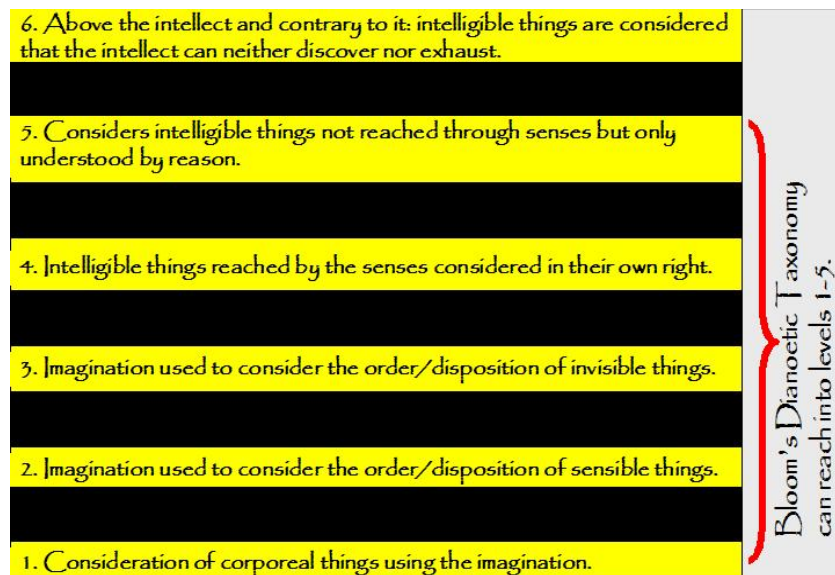 6. Above the intellect and contrary to it: intelligible things are considered
that the intellect can neither discover nor exhaust.
5. Considers intelligible things not reached through senses but only
understood by reason.
4. Intelligible things reached by the senses considered in their own right.
3. Imagination used to consider the order/disposition of invisible things.
2. Imagination used to consider the order/disposition of sensible things.
1. Consideration of corporeal things using the imagination.
Bloom's Dianoetic Taxonomy
can reach into levels 1-5.